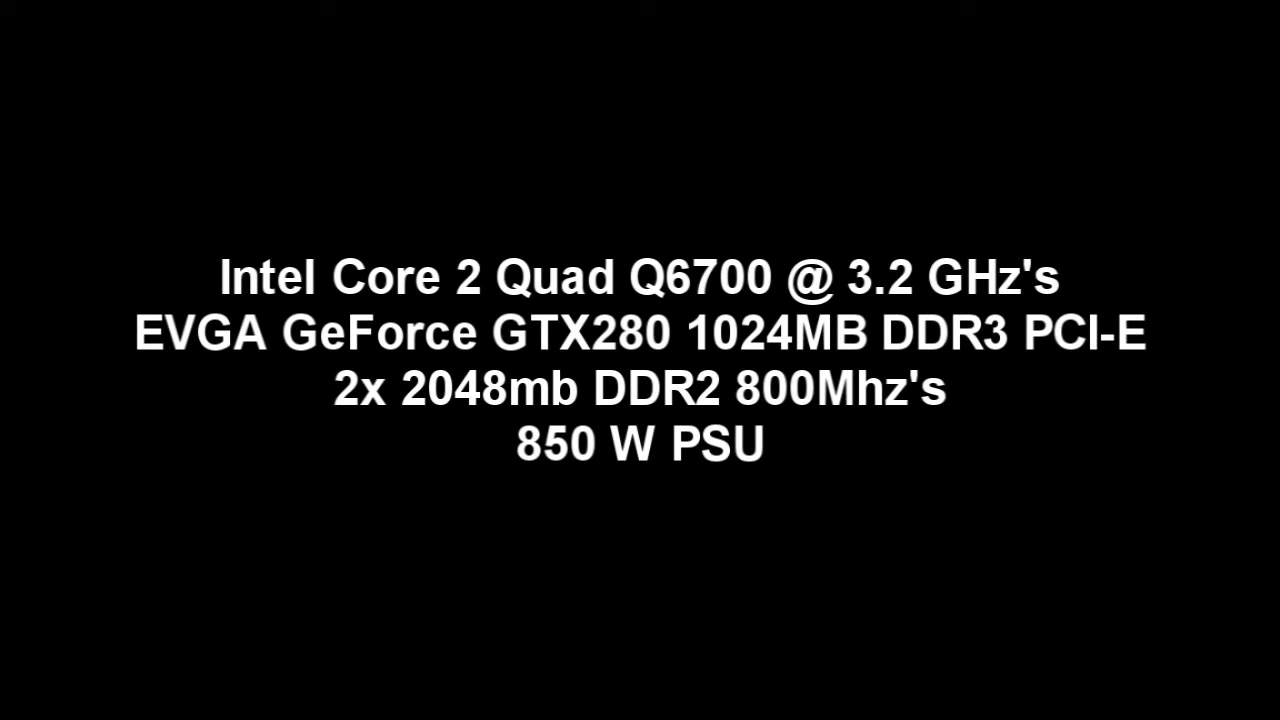 Intel Core 2 Quad Q6700 @ 3.2 GHz's
EVGA GeForce GTX280 1024MB DDR3 PCI-E
2x 2048mb DDR2 800Mhz's
850 W PSU